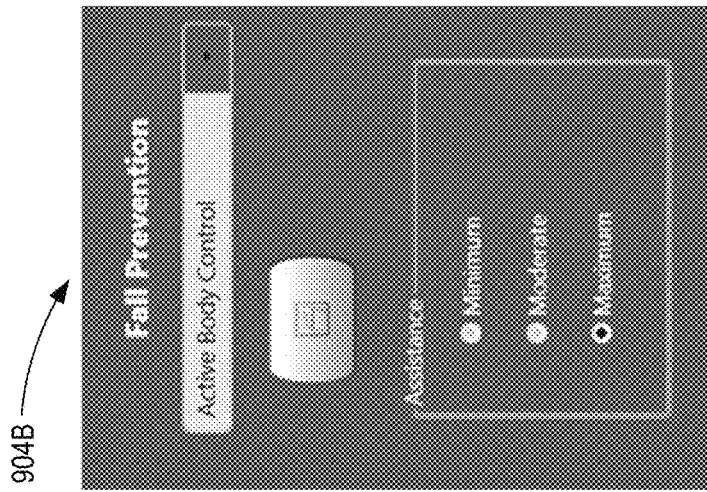 904B
Fall Prevention
Active Body Control
Assistance
Minimum
Moderate
Maximum